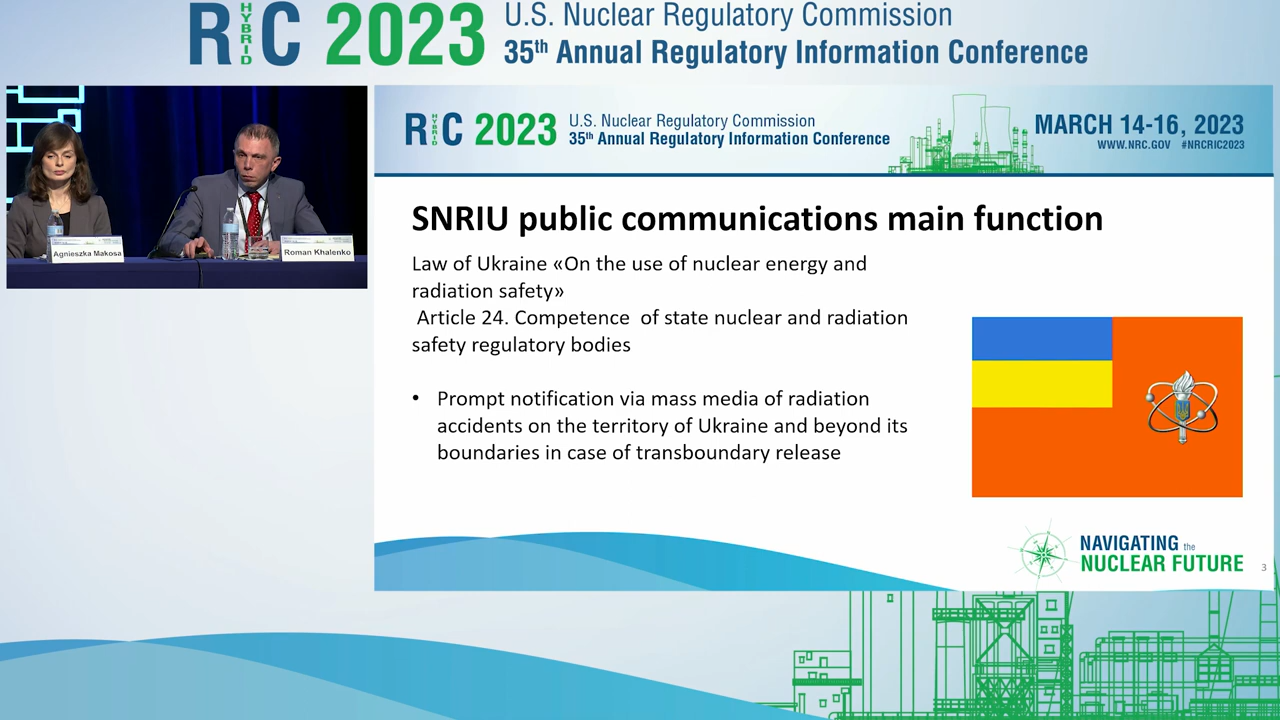 RIC HYBRID 2023
U.S. Nuclear Regulatory Commission
35th Annual Regulatory Information Conference
Agnieszka Makosa
Roman Khalenko
RIC HYBRID 2023
U.S. Nuclear Regulatory Commission
35th Annual Regulatory Information Conference
MARCH 14-16, 2023
WWW.NRC.GOV #NRCRIC2023
SNRIU public communications main function
Law of Ukraine «On the use of nuclear energy and
radiation safety»
Article 24. Competence of state nuclear and radiation
safety regulatory bodies
• Prompt notification via mass media of radiation
accidents on the territory of Ukraine and beyond its
boundaries in case of transboundary release
NAVIGATING the
NUCLEAR FUTURE
3